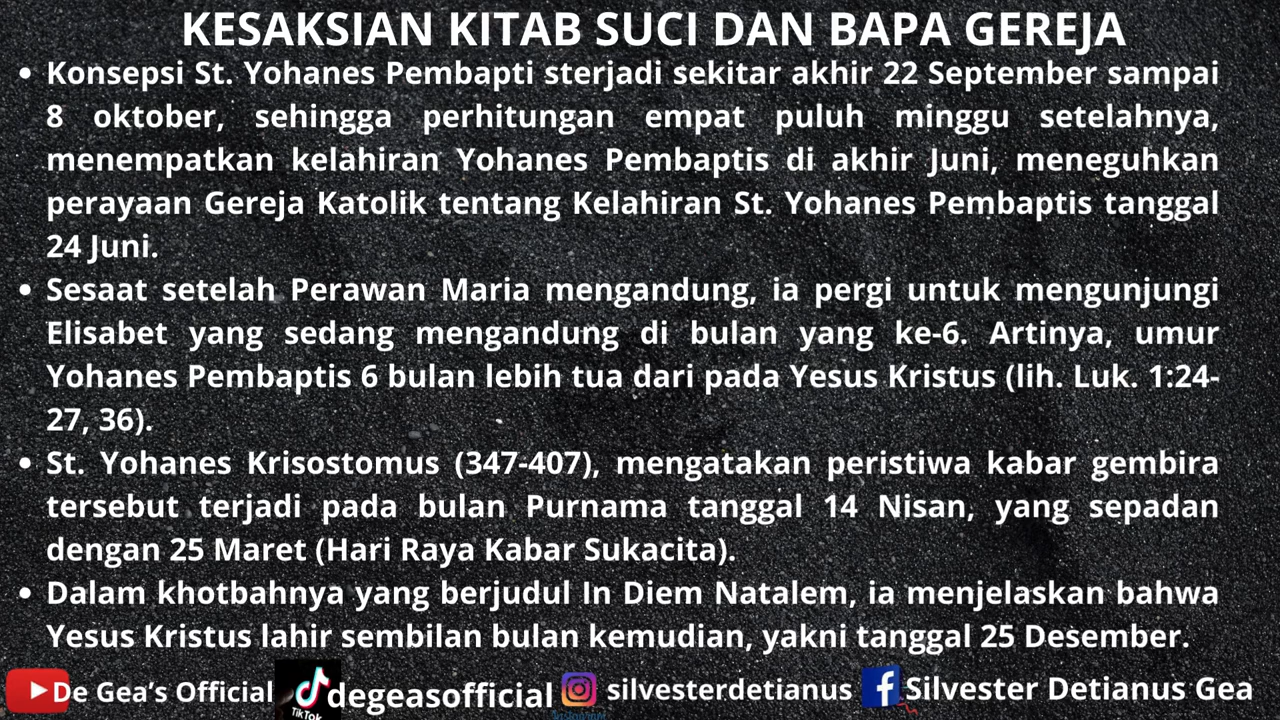 KESAKSIAN KITAB SUCI DAN BAPA GEREJA
• Konsepsi St. Yohanes Pembapti sterjadi sekitar akhir 22 September sampai
8 oktober, sehingga perhitungan empat puluh minggu setelahnya,
menempatkan kelahiran Yohanes Pembaptis di akhir Juni, meneguhkan
perayaan Gereja Katolik tentang Kelahiran St. Yohanes Pembaptis tanggal
24 Juni.
• Sesaat setelah Perawan Maria mengandung, ia pergi untuk mengunjungi
Elisabet yang sedang mengandung di bulan yang ke-6. Artinya, umur
Yohanes Pembaptis 6 bulan lebih tua dari pada Yesus Kristus (lih. Luk. 1:24-
27, 36).
• St. Yohanes Krisostomus (347-407), mengatakan peristiwa kabar gembira
tersebut terjadi pada bulan Purnama tanggal 14 Nisan, yang sepadan
dengan 25 Maret (Hari Raya Kabar Sukacita).
• Dalam khotbahnya yang berjudul In Diem Natalem, ia menjelaskan bahwa
Yesus Kristus lahir sembilan bulan kemudian, yakni tanggal 25 Desember.
De Gea's Official TikTok degeasofficial silvesterdetianus Silvester Detianus Gea